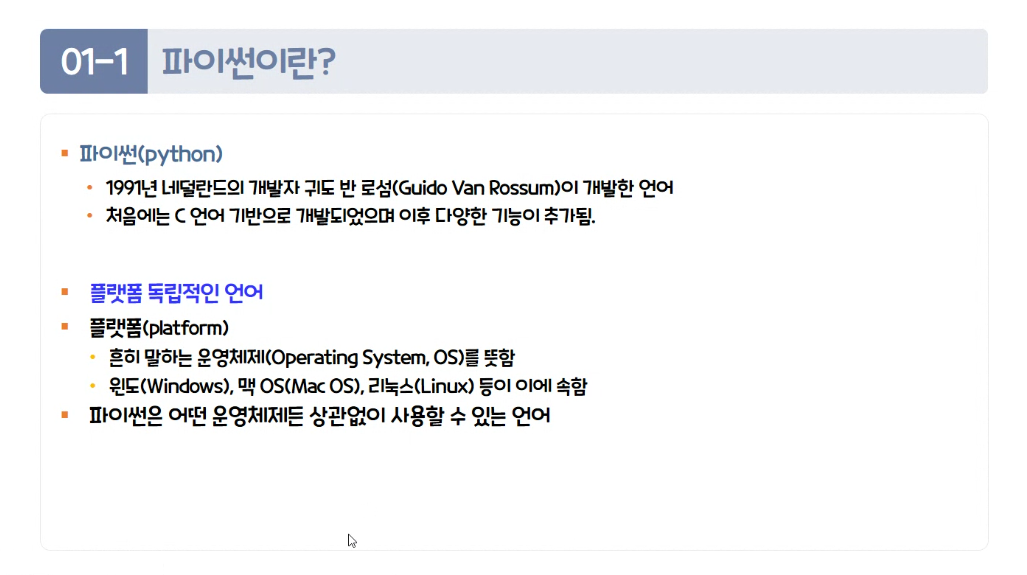 01-1 파이썬이란?
파이썬(python)
1991년 네덜란드의 개발자 귀도 반 로섬(Guido Van Rossum)이 개발한 언어
처음에는 C 언어 기반으로 개발되었으며 이후 다양한 기능이 추가됨.
플랫폼 독립적인 언어
플랫폼(platform)
흔히 말하는 운영체제(Operating System, OS)를 뜻함
윈도(Windows), 맥 OS(Mac OS), 리눅스(Linux) 등이 이에 속함
파이썬은 어떤 운영체제든 상관없이 사용할 수 있는 언어